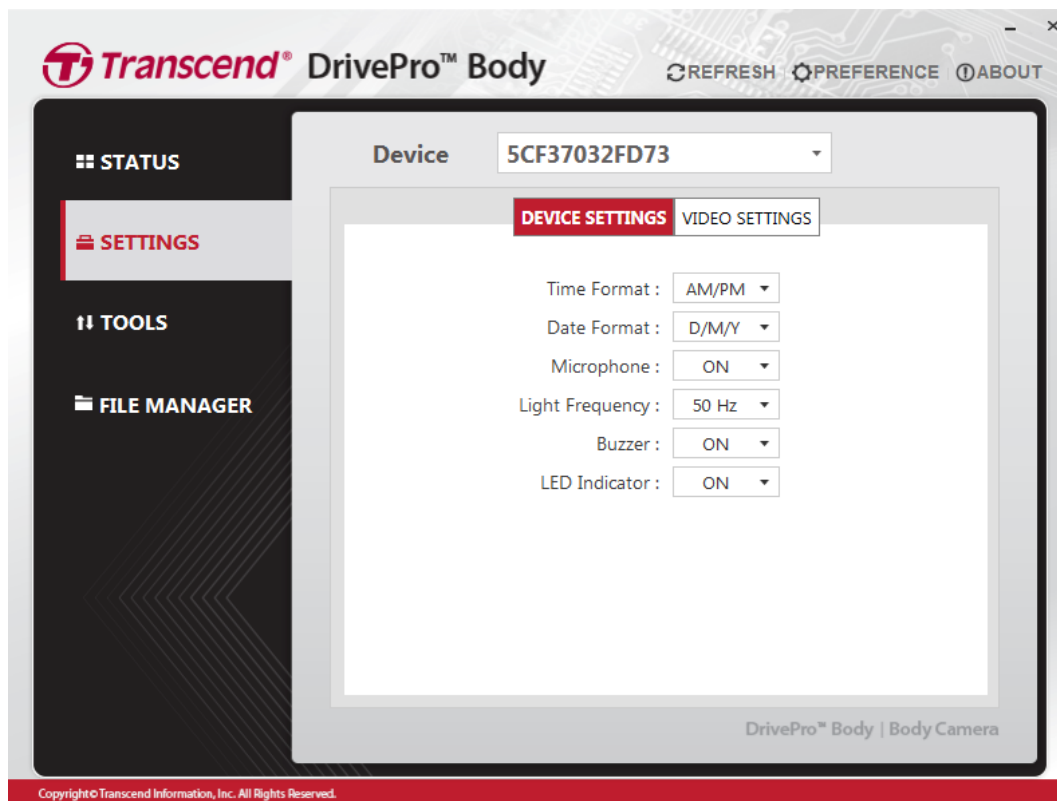 Transcend® DrivePro™ Body
REFRESH PREFERENCE ABOUT
STATUS
SETTINGS
TOOLS
FILE MANAGER
Device 5CF37032FD73
DEVICE SETTINGS VIDEO SETTINGS
Time Format : AM/PM
Date Format : D/M/Y
Microphone : ON
Light Frequency : 50 Hz
Buzzer : ON
LED Indicator : ON
DrivePro™ Body | Body Camera
Copyright© Transcend Information, Inc. All Rights Reserved.